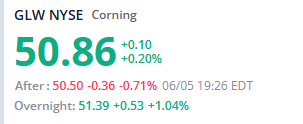 GLW NYSE Corning
50.86 +0.10
+0.20%
After : 50.50 -0.36 -0.71% 06/05 19:26 EDT
Overnight: 51.39 +0.53 +1.04%